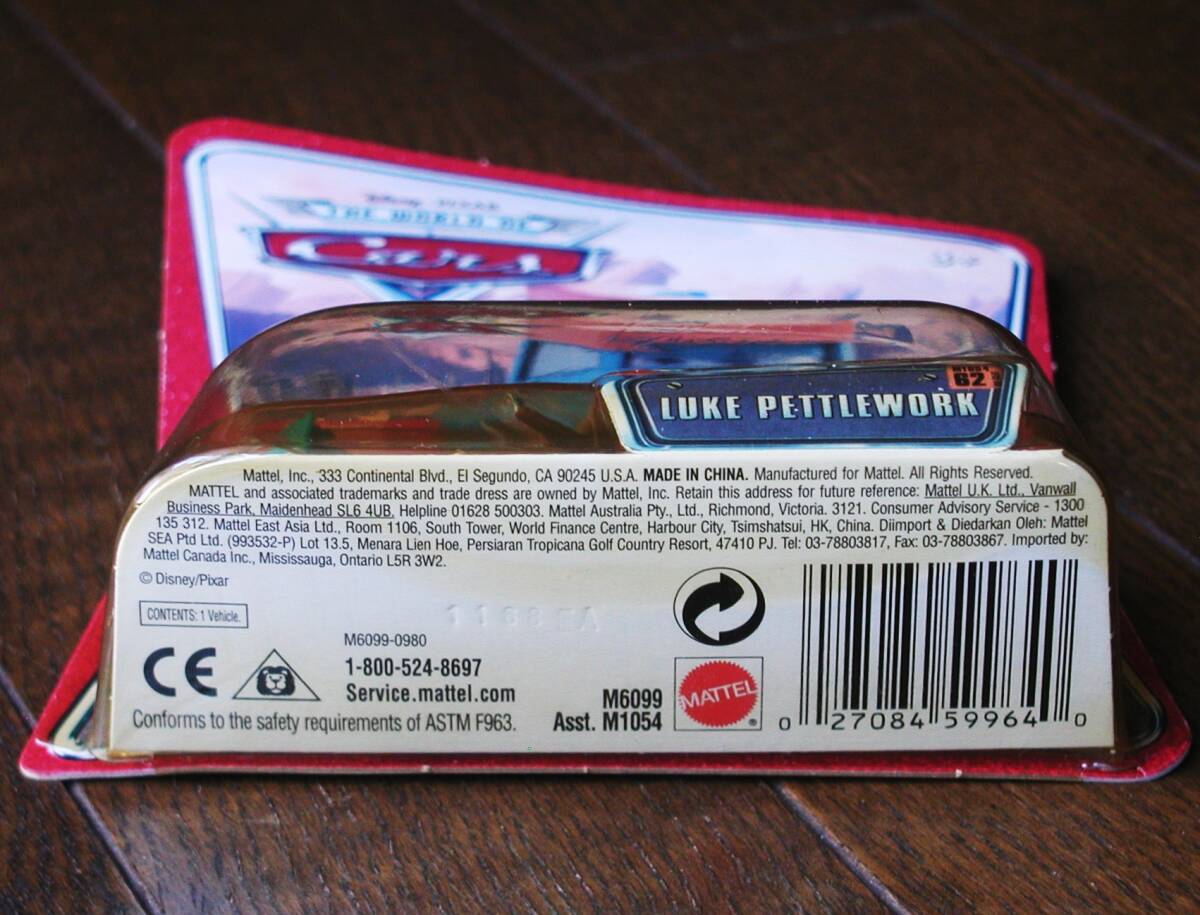 Disney PIXAR
THE WORLD OF
Cars
3+
62
LUKE PETTLEWORK
Mattel, Inc., 333 Continental Blvd., El Segundo, CA 90245 U.S.A. MADE IN CHINA. Manufactured for Mattel. All Rights Reserved.
MATTEL and associated trademarks and trade dress are owned by Mattel, Inc. Retain this address for future reference: Mattel U.K. Ltd., Vanwall
Business Park, Maidenhead SL6 4UB, Helpline 01628 500303. Mattel Australia Pty., Ltd., Richmond, Victoria. 3121. Consumer Advisory Service - 1300
135 312. Mattel East Asia Ltd., Room 1106, South Tower, World Finance Centre, Harbour City, Tsimshatsui, HK, China. Diimport & Diedarkan Oleh: Mattel
SEA Ptd Ltd. (993532-P) Lot 13.5, Menara Lien Hoe, Persiaran Tropicana Golf Country Resort, 47410 PJ. Tel: 03-78803817, Fax: 03-78803867. Imported by:
Mattel Canada Inc., Mississauga, Ontario L5R 3W2.
© Disney/Pixar
CONTENTS: 1 Vehicle.
M6099-0980
CE
1-800-524-8697
Service.mattel.com
Conforms to the safety requirements of ASTM F963.
M6099
Asst. M1054
MATTEL
®
0 27084 59964 0